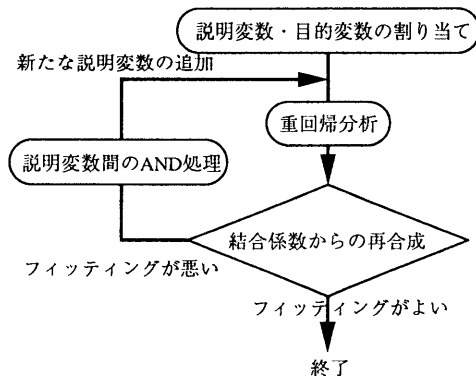 説明変数・目的変数の割り当て
新たな説明変数の追加
重回帰分析
説明変数間のAND処理
結合係数からの再合成
フィッティングが悪い
フィッティングがよい
終了